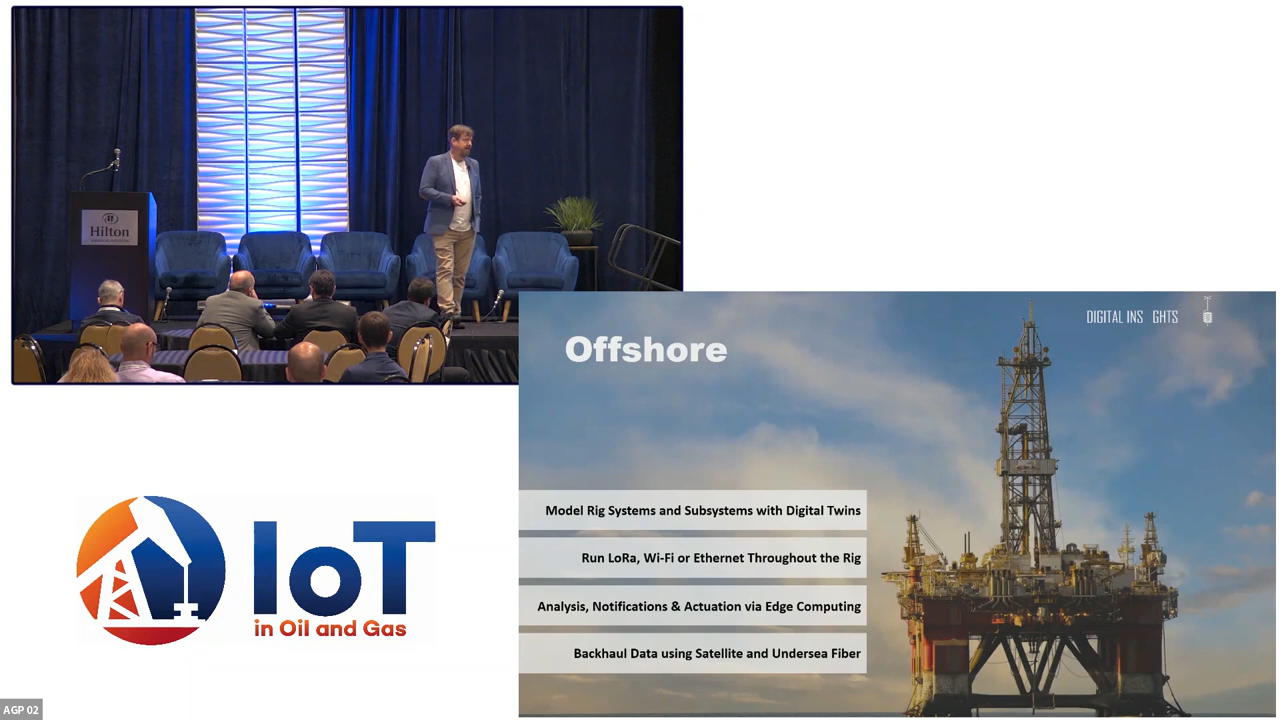 Hilton
DIGITAL INS GHTS
Offshore
Model Rig Systems and Subsystems with Digital Twins
Run LoRa, Wi-Fi or Ethernet Throughout the Rig
Analysis, Notifications & Actuation via Edge Computing
Backhaul Data using Satellite and Undersea Fiber
IoT
in Oil and Gas
AGP 02